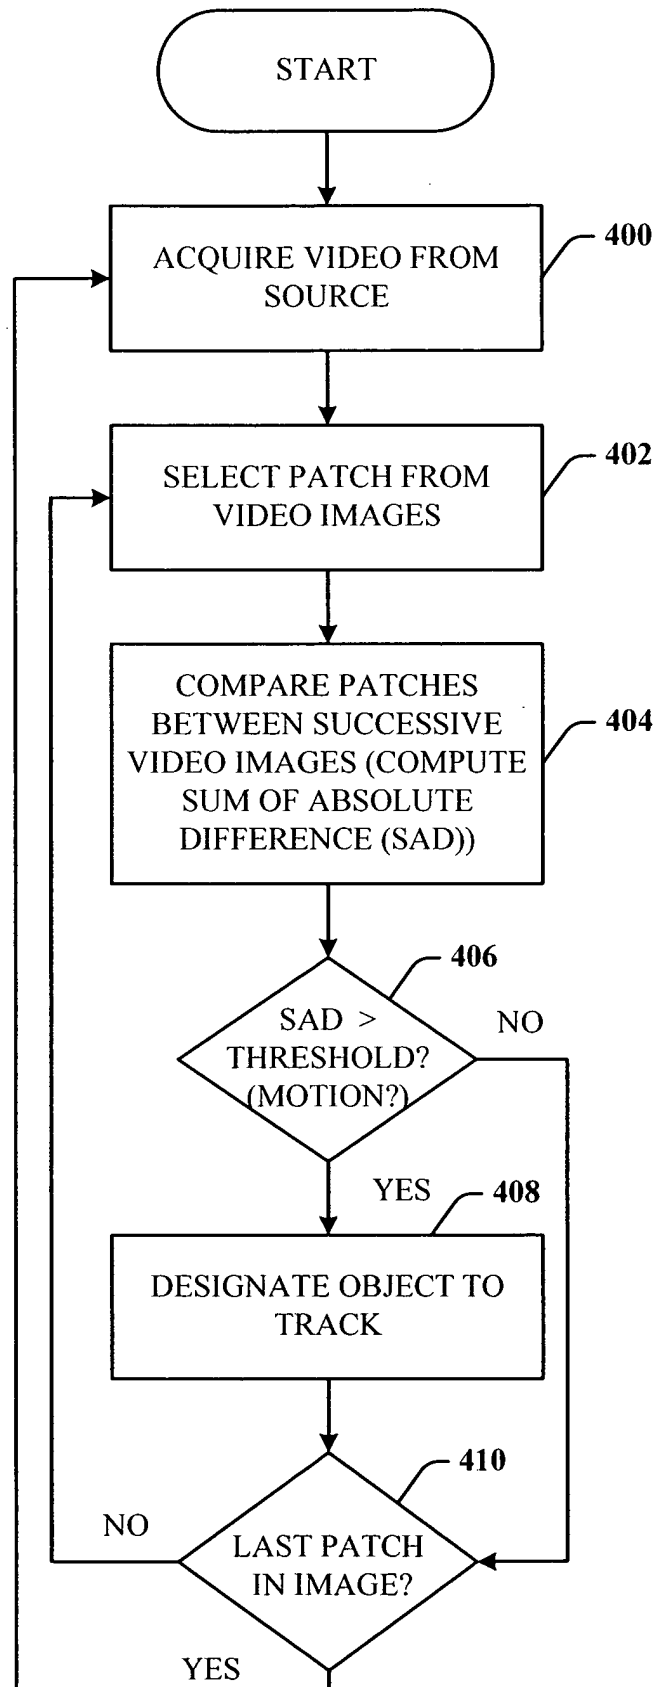 START
ACQUIRE VIDEO FROM
SOURCE
400
SELECT PATCH FROM
VIDEO IMAGES
402
COMPARE PATCHES
BETWEEN SUCCESSIVE
VIDEO IMAGES (COMPUTE
SUM OF ABSOLUTE
DIFFERENCE (SAD))
404
406
SAD >
THRESHOLD?
(MOTION?)
NO
YES
408
DESIGNATE OBJECT TO
TRACK
410
NO
LAST PATCH
IN IMAGE?
YES